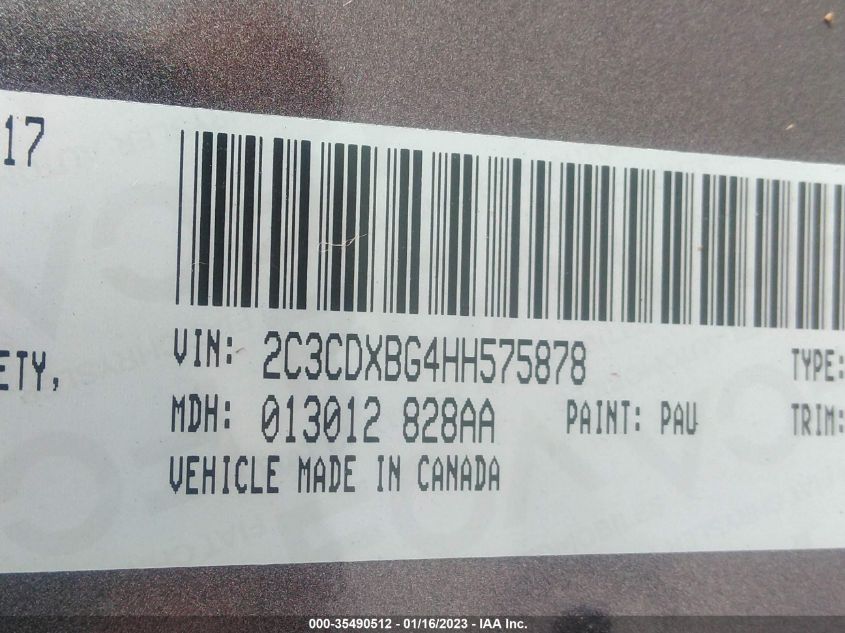 17
VIN: 2C3CDXBG4HH575878
TYPE:
ETY,
MDH: 013012 828AA
PAINT: PAU
TRIM:
VEHICLE MADE IN CANADA
000-35490512 - 01/16/2023 - IAA Inc.